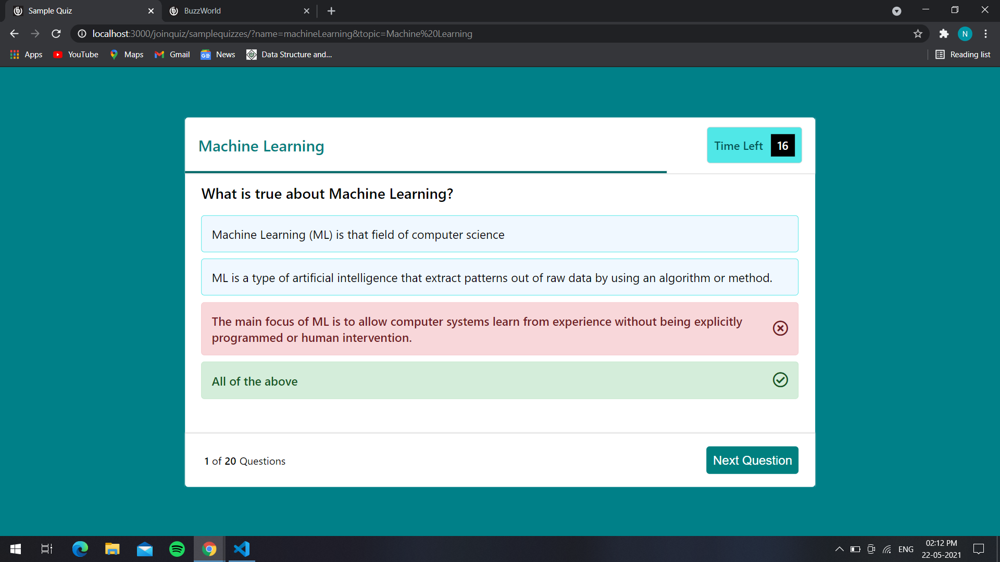 Sample Quiz
BuzzWorld
localhost:3000/joinquiz/samplequizzes/?name=machineLearning&topic=Machine%20Learning
N
Apps
YouTube
Maps
Gmail
GE
News
Data Structure and...
Reading list
Machine Learning
Time Left 16
What is true about Machine Learning?
Machine Learning (ML) is that field of computer science
ML is a type of artificial intelligence that extract patterns out of raw data by using an algorithm or method.
The main focus of ML is to allow computer systems learn from experience without being explicitly
programmed or human intervention.
All of the above
1 of 20 Questions
Next Question
ENG
02:12 PM
22-05-2021